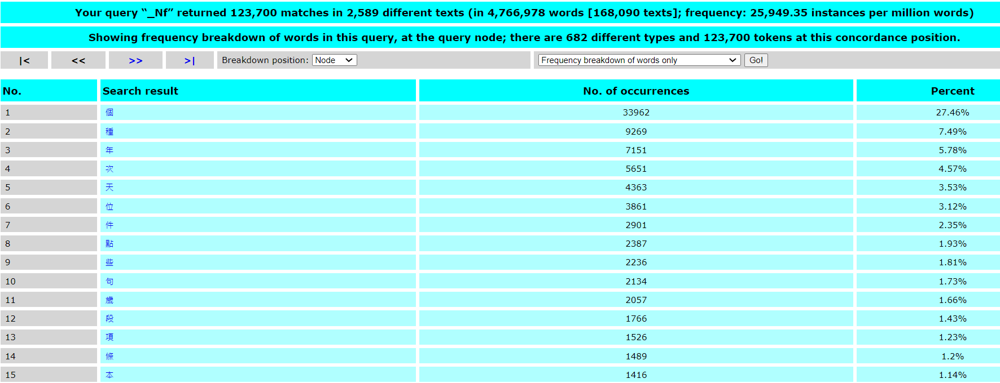 Your query “_Nf” returned 123,700 matches in 2,589 different texts (in 4,766,978 words [168,090 texts]; frequency: 25,949.35 instances per million words)
Showing frequency breakdown of words in this query, at the query node; there are 682 different types and 123,700 tokens at this concordance position.
|< << >> >| Breakdown position: Node Frequency breakdown of words only Go!
No. Search result No. of occurrences Percent
1 個 33962 27.46%
2 種 9269 7.49%
3 年 7151 5.78%
4 次 5651 4.57%
5 天 4363 3.53%
6 位 3861 3.12%
7 件 2901 2.35%
8 點 2387 1.93%
9 些 2236 1.81%
10 句 2134 1.73%
11 歲 2057 1.66%
12 段 1766 1.43%
13 項 1526 1.23%
14 條 1489 1.2%
15 本 1416 1.14%